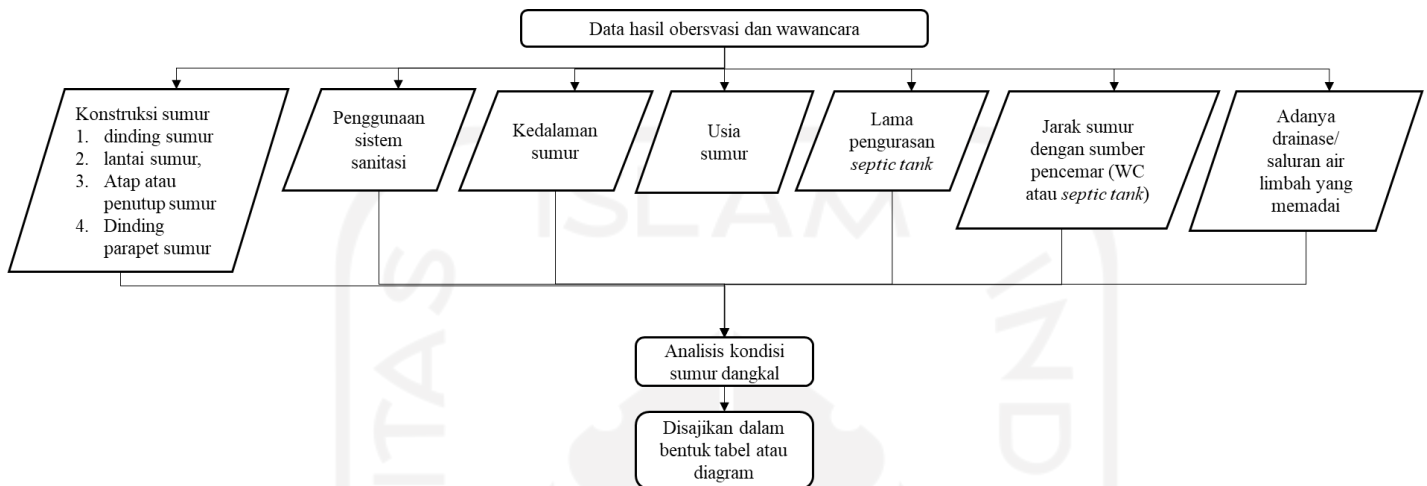 Data hasil obersvasi dan wawancara
Konstruksi sumur
1. dinding sumur
2. lantai sumur,
3. Atap atau
penutup sumur
4. Dinding
parapet sumur
Penggunaan
sistem
sanitasi
Kedalaman
sumur
Usia
sumur
Lama
pengurasan
septic tank
Jarak sumur
dengan sumber
pencemar (WC
atau septic tank)
Adanya
drainase/
saluran air
limbah yang
memadai
Analisis kondisi
sumur dangkal
Disajikan dalam
bentuk tabel atau
diagram
ISLAM
ITAS
IND